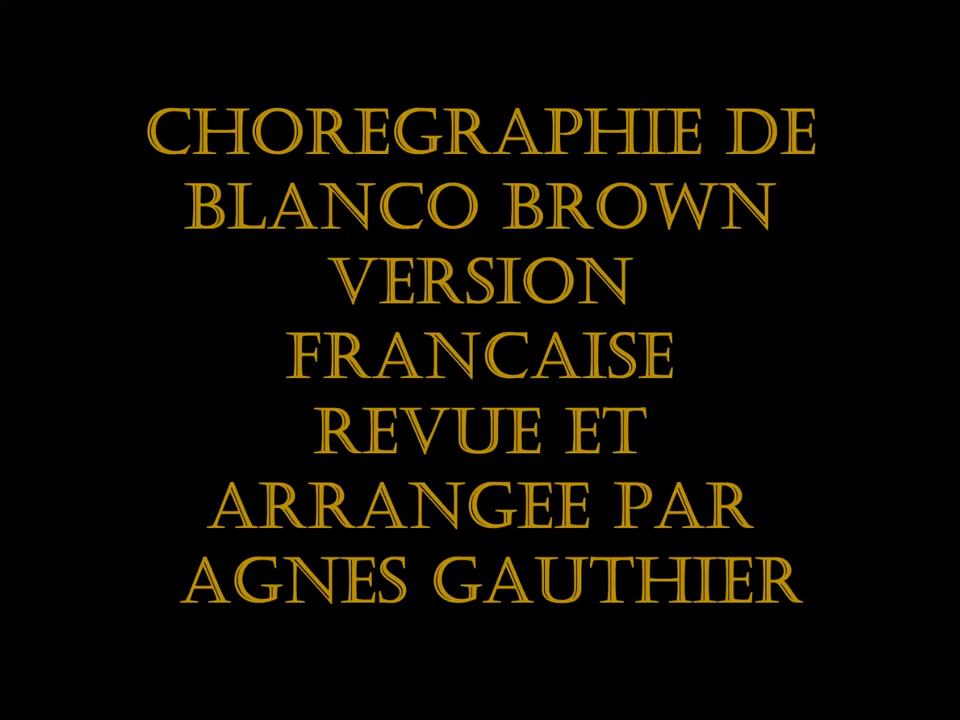 CHOREGRAPHIE DE
BLANCO BROWN
VERSION
FRANCAISE
REVUE ET
ARRANGEE PAR
AGNES GAUTHIER